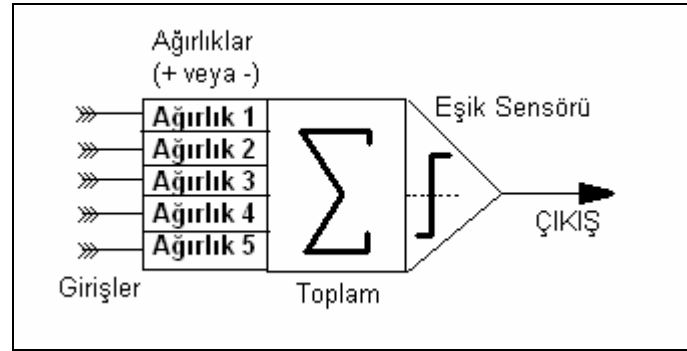 Ağırlıklar
(+ veya -)
Eşik Sensörü
Ağırlık 1
Ağırlık 2
Ağırlık 3
Ağırlık 4
Ağırlık 5
Σ
ÇIKIŞ
Girişler
Toplam